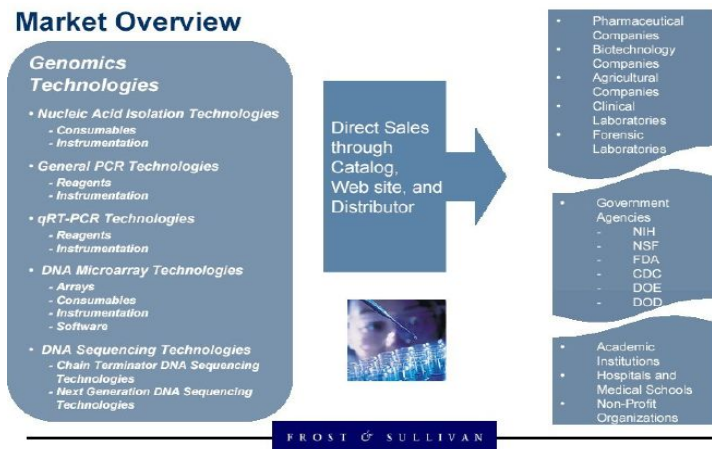 Market Overview
Genomics
Technologies
• Nucleic Acid Isolation Technologies
- Consumables
- Instrumentation
• General PCR Technologies
- Reagents
- Instrumentation
• qRT-PCR Technologies
- Reagents
- Instrumentation
• DNA Microarray Technologies
- Arrays
- Consumables
- Instrumentation
- Software
• DNA Sequencing Technologies
- Chain Terminator DNA Sequencing
Technologies
- Next Generation DNA Sequencing
Technologies
Direct Sales
through
Catalog,
Web site, and
Distributor
• Pharmaceutical
Companies
• Biotechnology
Companies
• Agricultural
Companies
• Clinical
Laboratories
• Forensic
Laboratories
• Government
Agencies
- NIH
- NSF
- FDA
- CDC
- DOE
- DOD
• Academic
Institutions
• Hospitals and
Medical Schools
• Non-Profit
Organizations
FROST & SULLIVAN